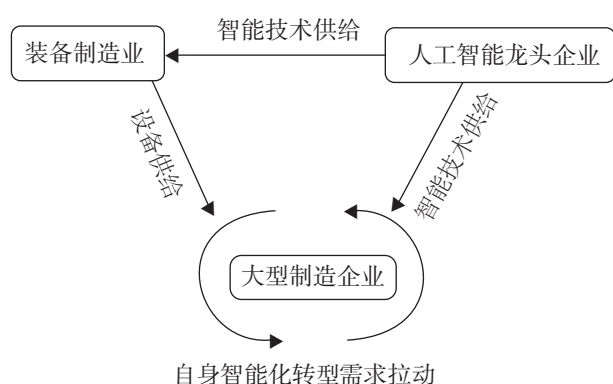 智能技术供给
装备制造业
人工智能龙头企业
设备供给
智能技术供给
大型制造企业
自身智能化转型需求拉动